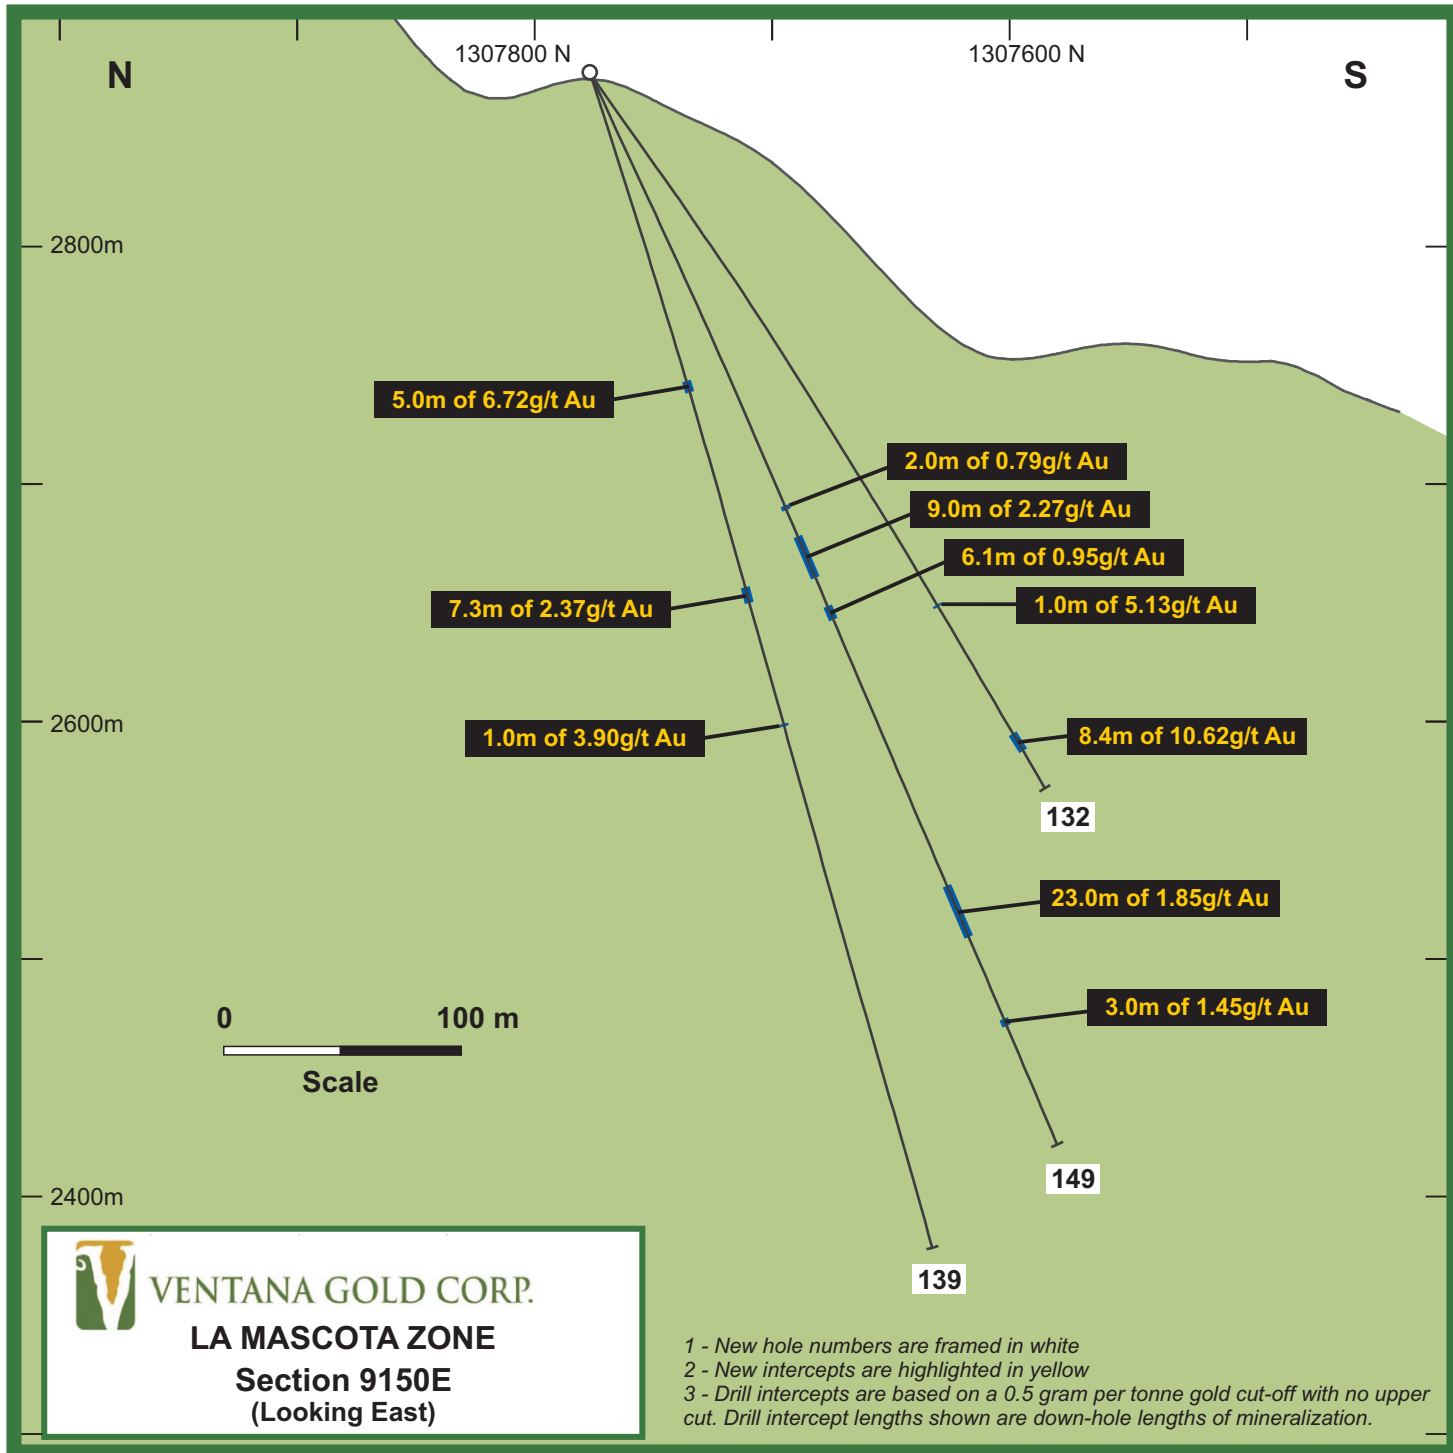 1307800 N
1307600 N
N
S
2800m
5.0m of 6.72g/t Au
2.0m of 0.79g/t Au
9.0m of 2.27g/t Au
6.1m of 0.95g/t Au
7.3m of 2.37g/t Au
1.0m of 5.13g/t Au
2600m
1.0m of 3.90g/t Au
8.4m of 10.62g/t Au
132
23.0m of 1.85g/t Au
3.0m of 1.45g/t Au
0
100 m
Scale
149
2400m
139
VENTANA GOLD CORP.
LA MASCOTA ZONE
Section 9150E
(Looking East)
1 - New hole numbers are framed in white
2 - New intercepts are highlighted in yellow
3 - Drill intercepts are based on a 0.5 gram per tonne gold cut-off with no upper
cut. Drill intercept lengths shown are down-hole lengths of mineralization.